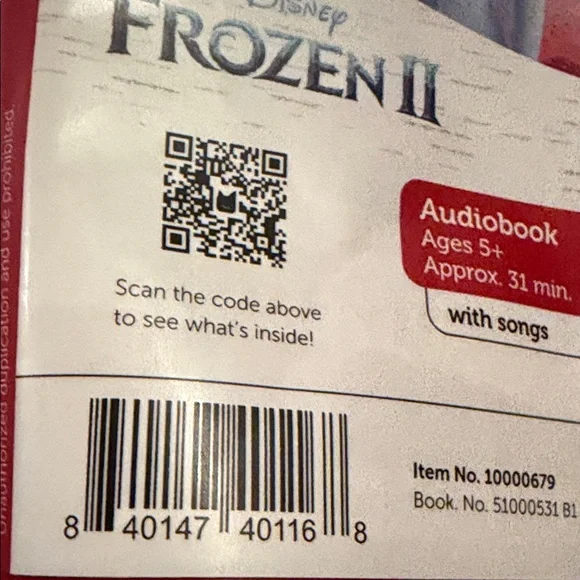 DISNEY
FROZEN II
Audiobook
Ages 5+
Approx. 31 min.
with songs
Scan the code above
to see what's inside!
Item No. 10000679
Book. No. 51000531 B1
8 40147 40116 8
Unauthorized duplication and use prohibited.